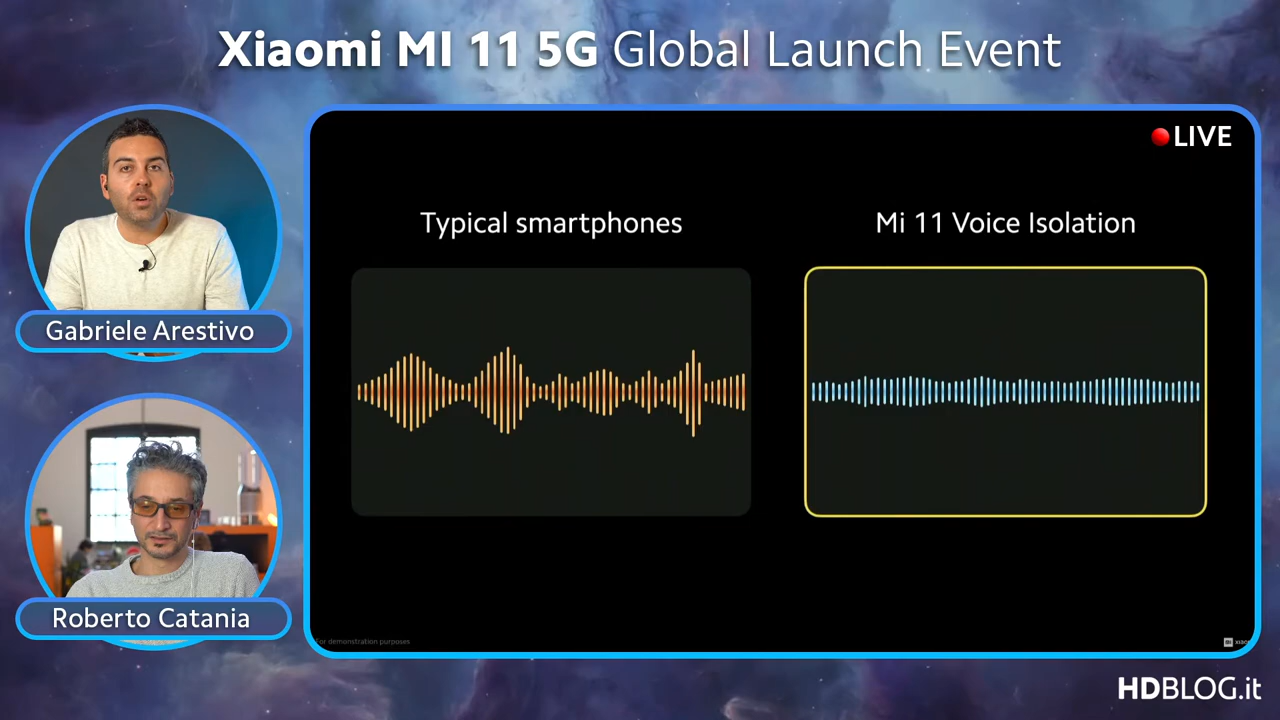 Xiaomi MI 11 5G Global Launch Event
LIVE
Typical smartphones
Mi 11 Voice Isolation
Gabriele Arestivo
Roberto Catania
For demonstration purposes
HDBLOG.it